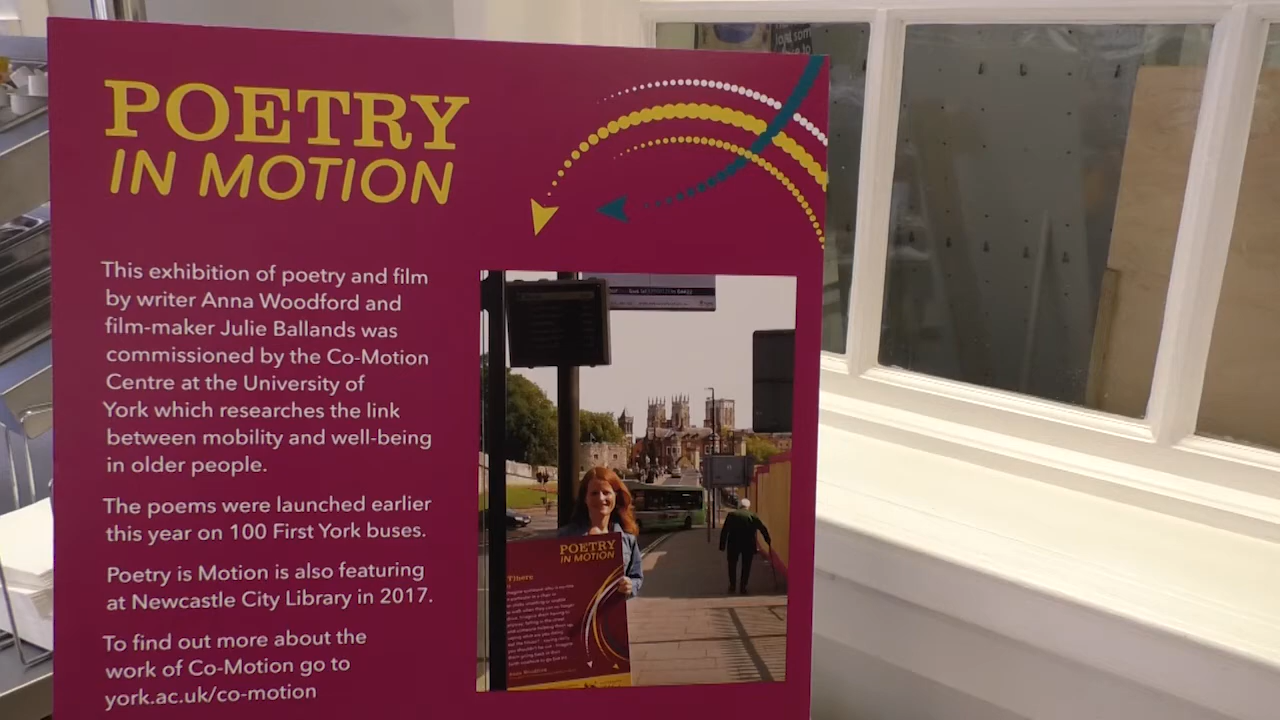 POETRY
IN MOTION
This exhibition of poetry and film
by writer Anna Woodford and
film-maker Julie Ballands was
commissioned by the Co-Motion
Centre at the University of
York which researches the link
between mobility and well-being
in older people.
The poems were launched earlier
this year on 100 First York buses.
Poetry is Motion is also featuring
at Newcastle City Library in 2017.
To find out more about the
work of Co-Motion go to
york.ac.uk/co-motion
POETRY
IN MOTION